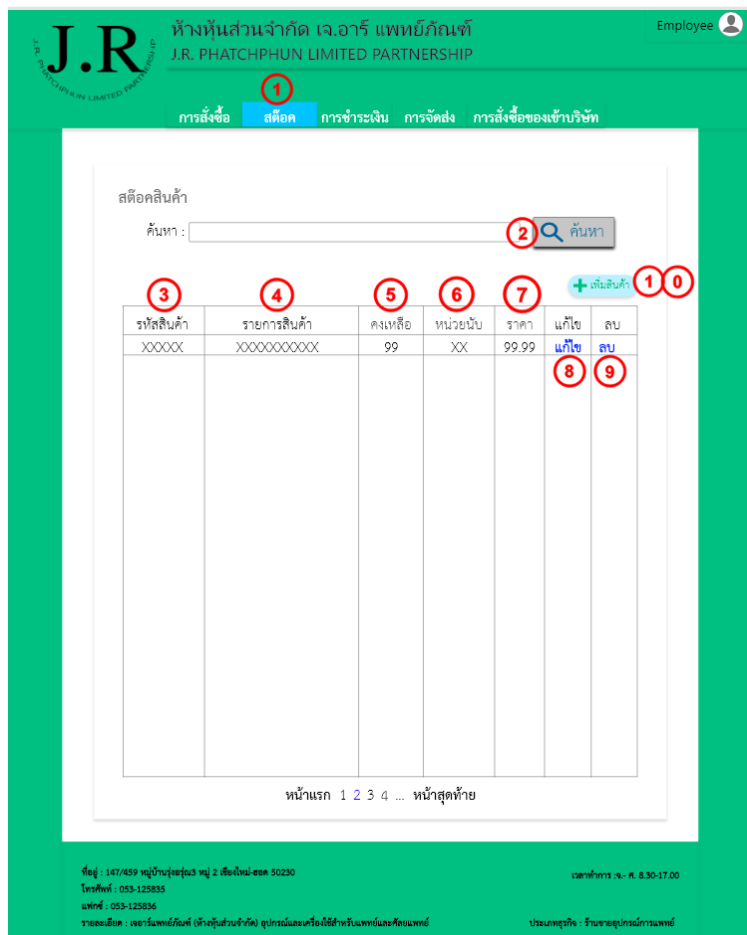 ห้างหุ้นส่วนจำกัด เจ.อาร์ แพทย์ภัณฑ์
Employee
J.R
J.R. PHATCHPHUN LIMITED PARTNERSHIP
J.R. PHATCHPHUN LIMITED PARTNERSHIP
1
การสั่งซื้อ สต๊อค การชำระเงิน การจัดส่ง การสั่งซื้อของเข้าบริษัท
สต๊อคสินค้า
ค้นหา : 2 ค้นหา
เพิ่มสินค้า 1 0
3 4 5 6 7
รหัสสินค้า รายการสินค้า คงเหลือ หน่วยนับ ราคา แก้ไข ลบ
XXXXX XXXXXXXXXX 99 XX 99.99 แก้ไข ลบ
8 9
หน้าแรก 1 2 3 4 ... หน้าสุดท้าย
ที่อยู่ : 147/459 หมู่บ้านรุ่งอรุ่ณ3 หมู่ 2 เชียงใหม่-ฮอด 50230
เวลาทำการ :จ.- ศ. 8.30-17.00
โทรศัพท์ : 053-125835
แฟกซ์ : 053-125836
รายละเอียด : เจอาร์แพทย์ภัณฑ์ (ห้างหุ้นส่วนจำกัด) อุปกรณ์และเครื่องใช้สำหรับแพทย์และศัลยแพทย์
ประเภทธุรกิจ : ร้านขายอุปกรณ์การแพทย์